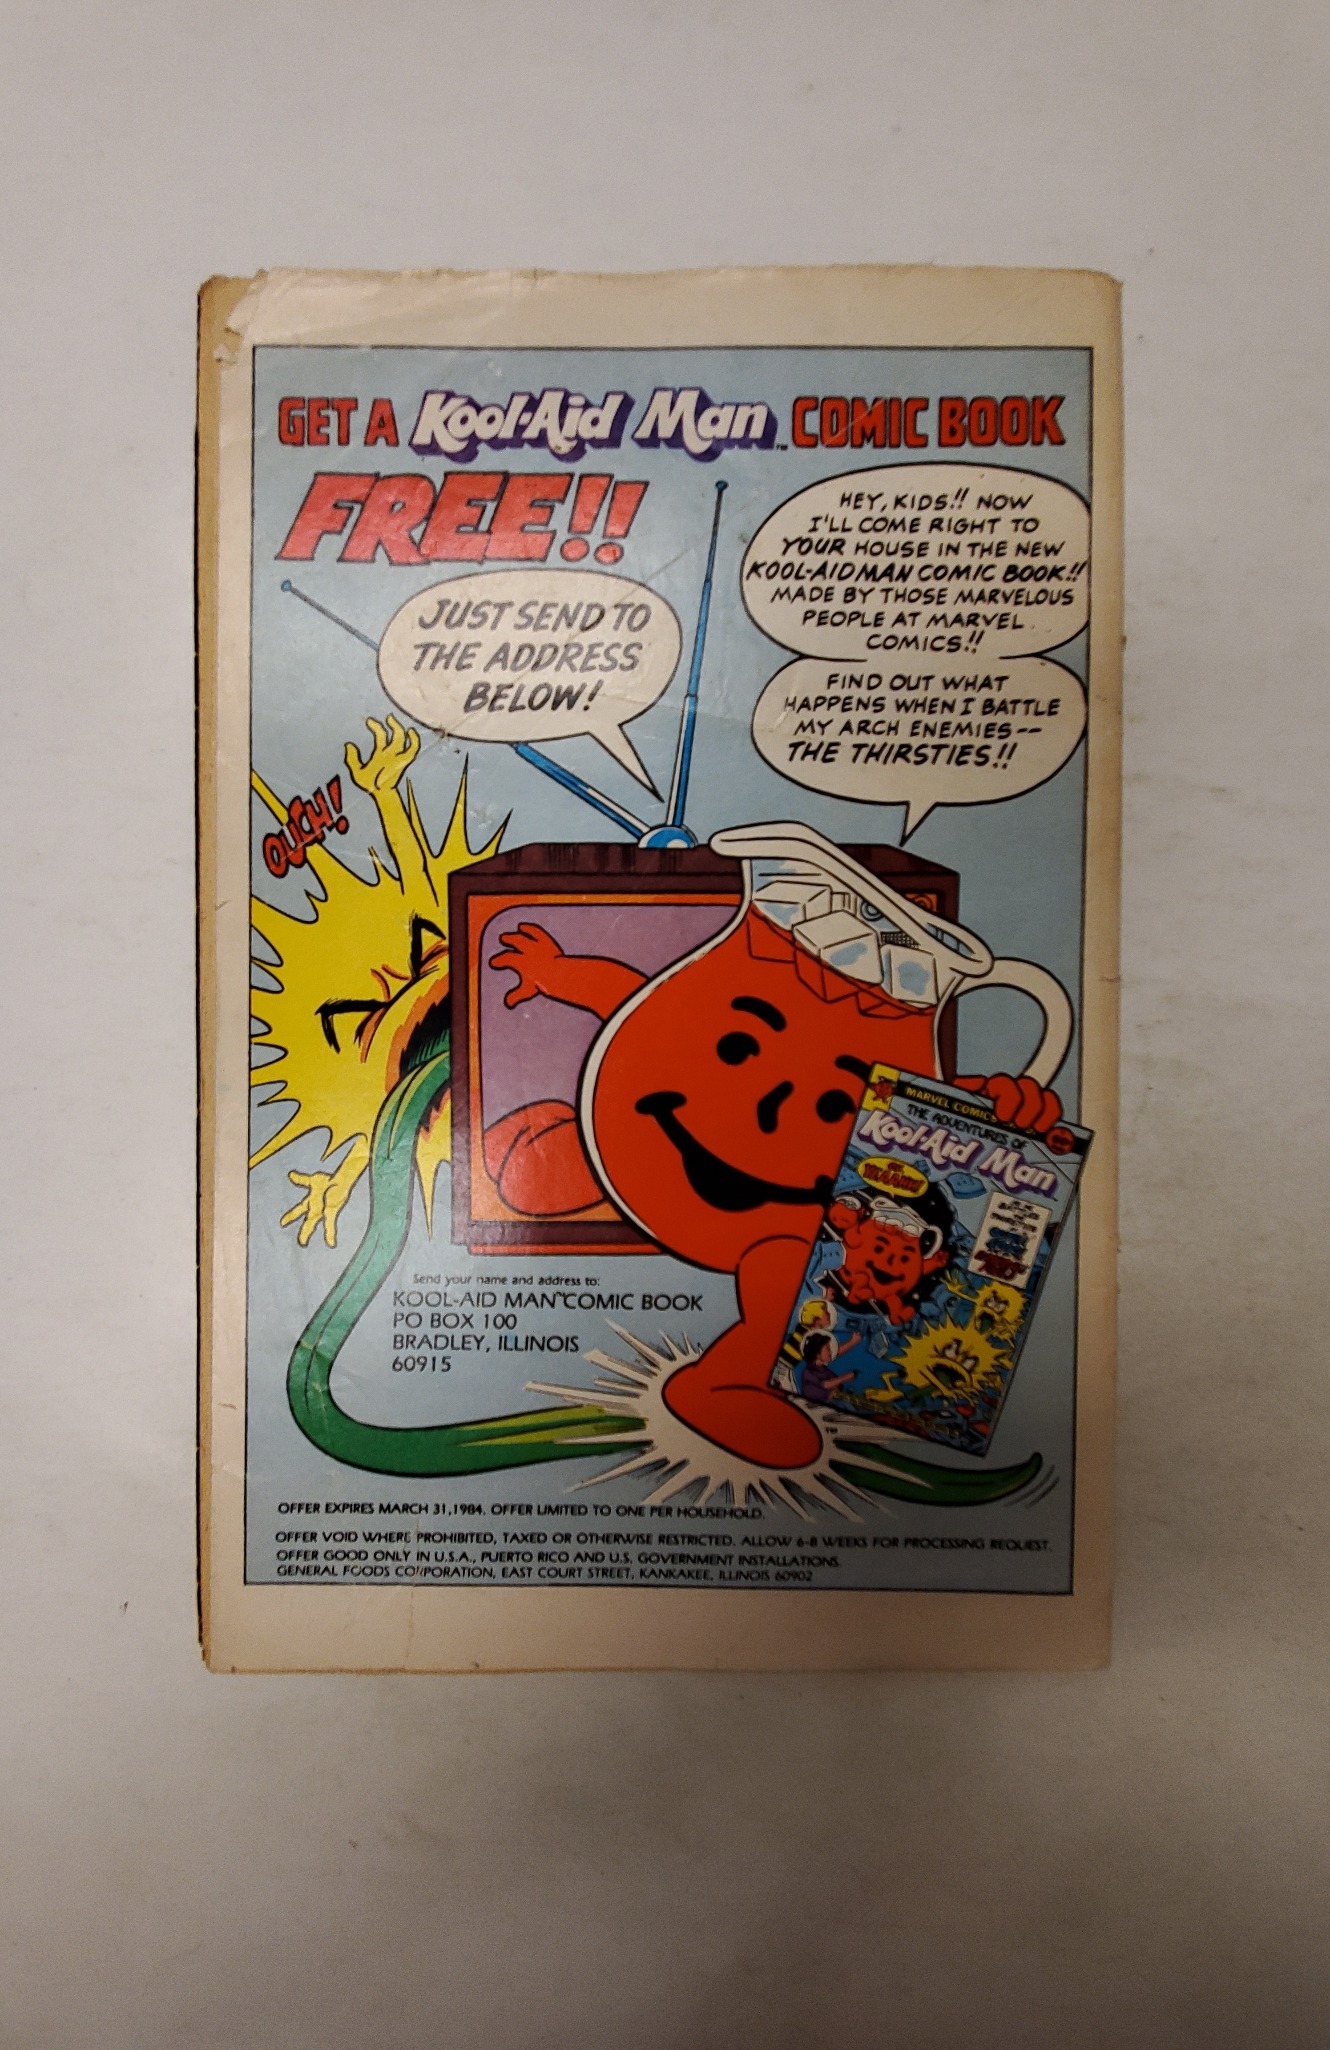 GET A Kool-Aid Man™ COMIC BOOK
FREE!!
HEY, KIDS!! NOW
I'LL COME RIGHT TO
YOUR HOUSE IN THE NEW
KOOL-AID MAN COMIC BOOK!!
MADE BY THOSE MARVELOUS
PEOPLE AT MARVEL
COMICS!!
JUST SEND TO
THE ADDRESS
BELOW!
FIND OUT WHAT
HAPPENS WHEN I BATTLE
MY ARCH ENEMIES--
THE THIRSTIES!!
OUCH!
MARVEL COMICS
THE ADVENTURES OF
Kool-Aid Man
OH
YEAAHH!
Send your name and address to:
KOOL-AID MAN™COMIC BOOK
PO BOX 100
BRADLEY, ILLINOIS
60915
TM
OFFER EXPIRES MARCH 31, 1984. OFFER LIMITED TO ONE PER HOUSEHOLD.
OFFER VOID WHERE PROHIBITED, TAXED OR OTHERWISE RESTRICTED. ALLOW 6-8 WEEKS FOR PROCESSING REQUEST.
OFFER GOOD ONLY IN U.S.A., PUERTO RICO AND U.S. GOVERNMENT INSTALLATIONS.
GENERAL FOODS CORPORATION, EAST COURT STREET, KANKAKEE, ILLINOIS 60902